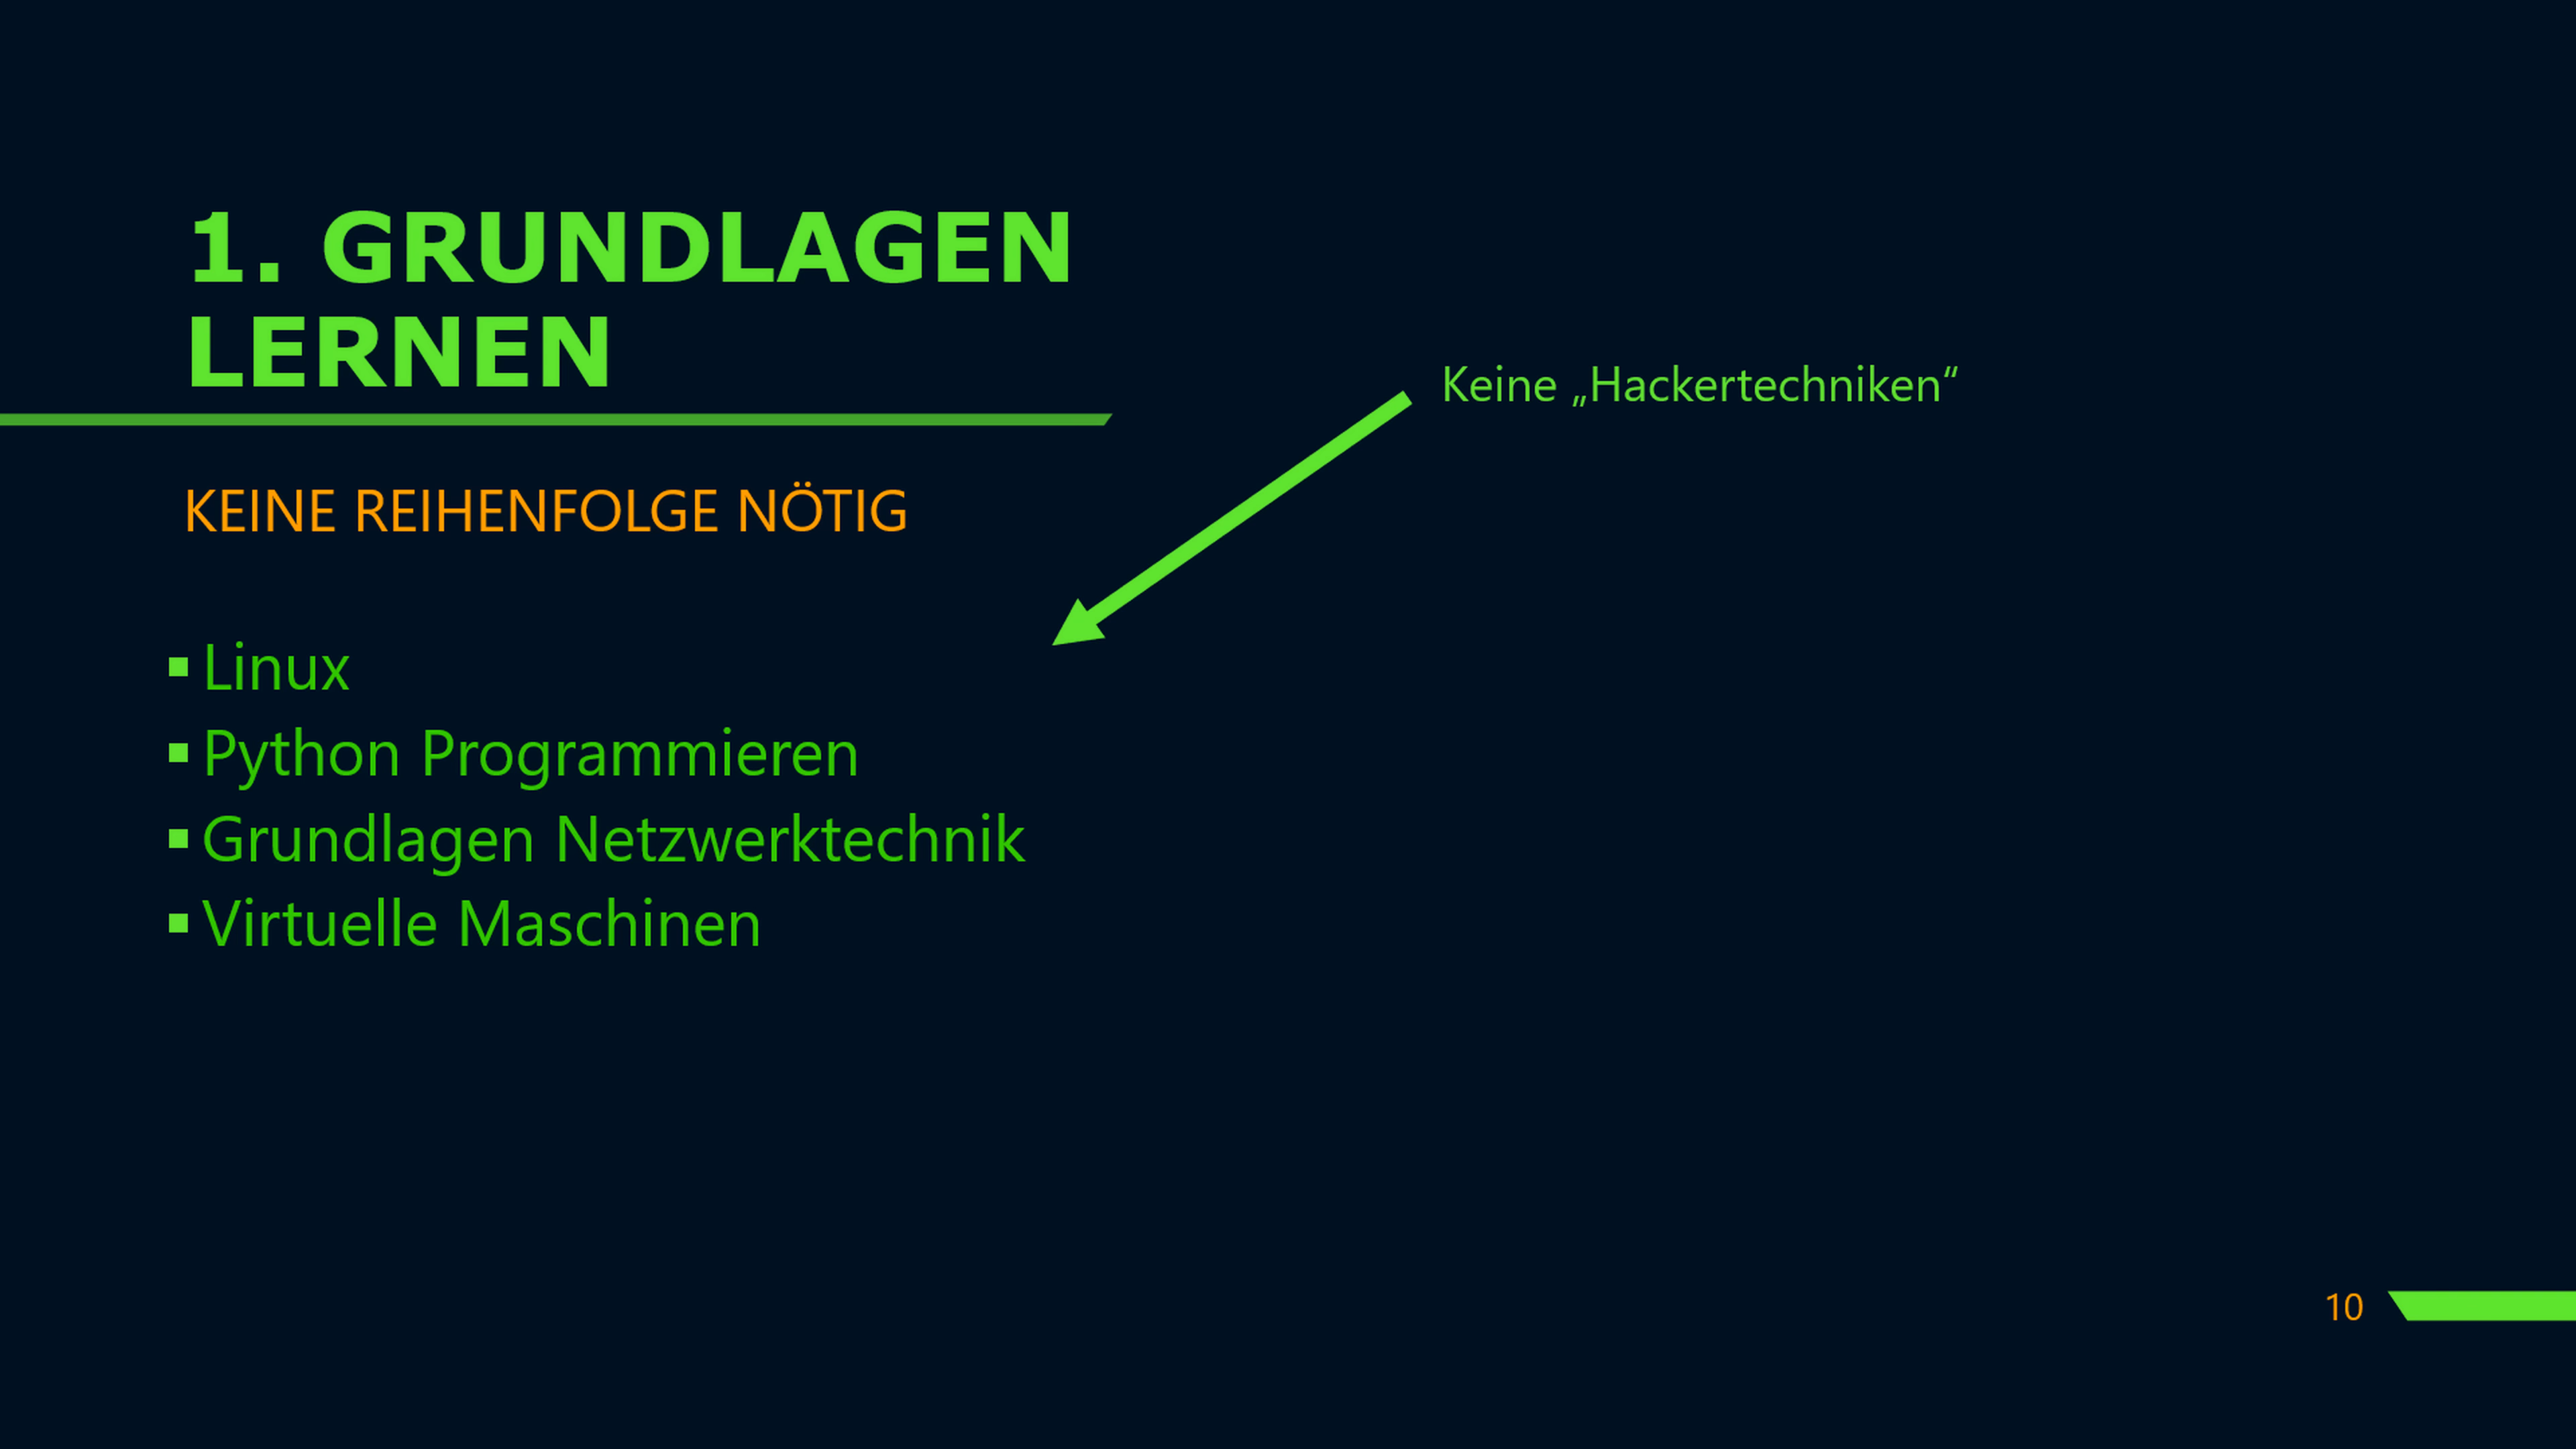 1. GRUNDLAGEN
LERNEN
Keine „Hackertechniken“
KEINE REIHENFOLGE NÖTIG
Linux
Python Programmieren
Grundlagen Netzwerktechnik
Virtuelle Maschinen
10